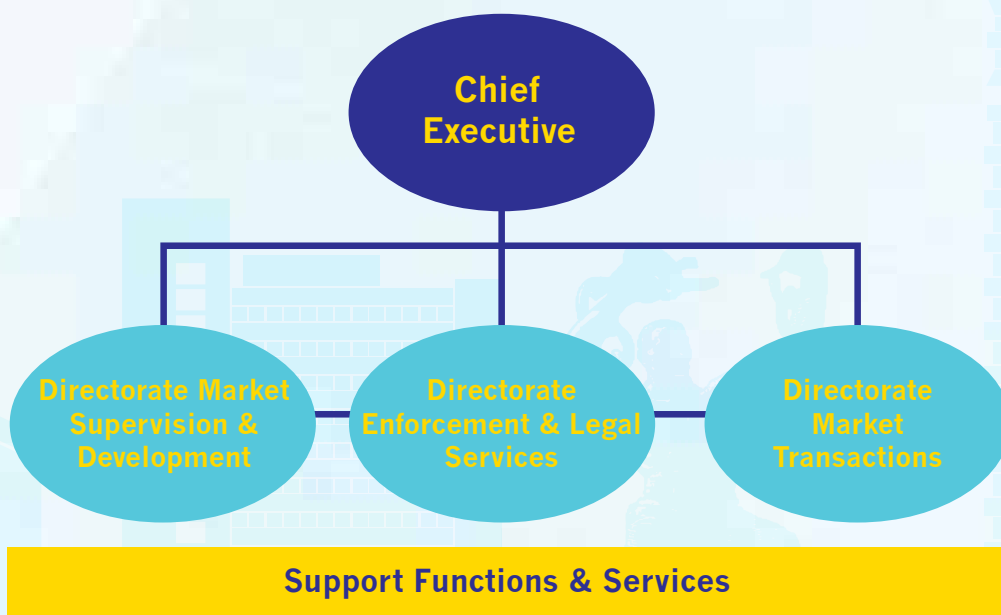 Chief
Executive
Directorate Market
Supervision &
Development
Directorate
Enforcement & Legal
Services
Directorate
Market
Transactions
Support Functions & Services